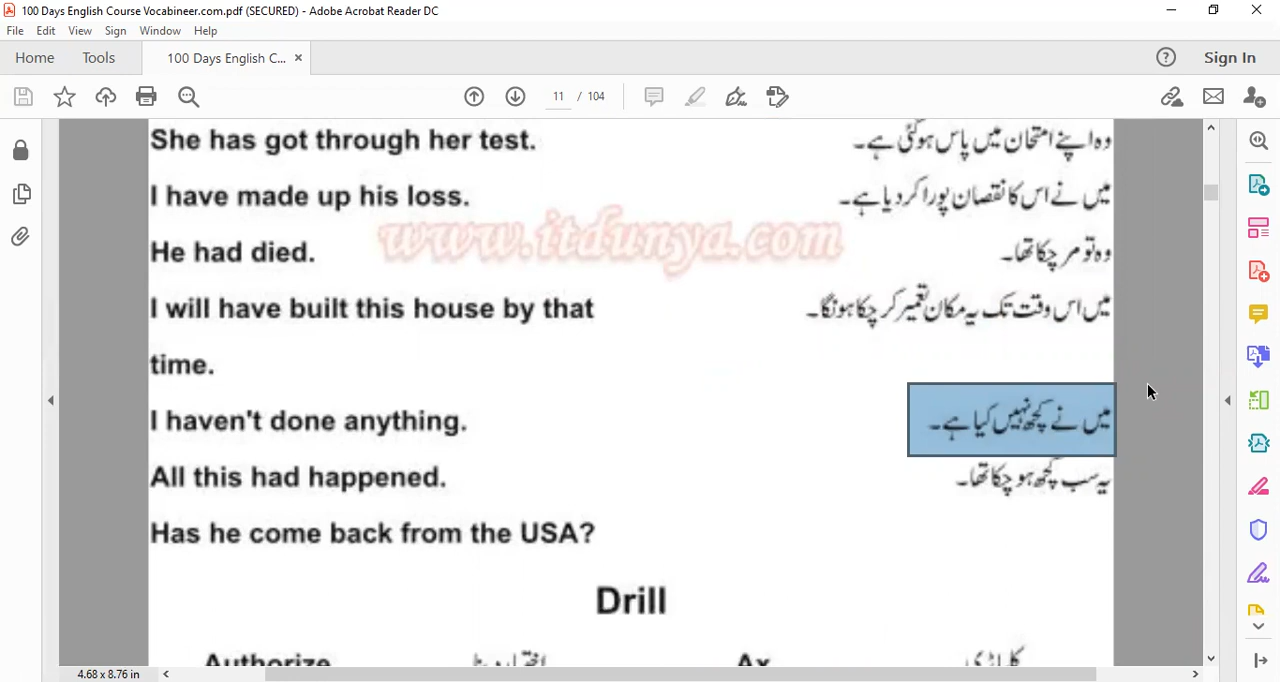 100 Days English Course Vocabineer.com.pdf (SECURED) - Adobe Acrobat Reader DC
File Edit View Sign Window Help
Home Tools 100 Days English C... Sign In
11 / 104
She has got through her test. وہ اپنے امتحان میں پاس ہوگئی ہے۔
I have made up his loss. میں نے اس کا نقصان پورا کر دیا ہے۔
www.itdunya.com
He had died. وہ تو مر چکا تھا۔
I will have built this house by that میں اس وقت تک یہ مکان تعمیر کر چکا ہونگا۔
time.
I haven't done anything. میں نے کچھ نہیں کیا ہے۔
All this had happened. یہ سب کچھ ہو چکا تھا۔
Has he come back from the USA?
Drill
Authorize Ax
4.68 x 8.76 in